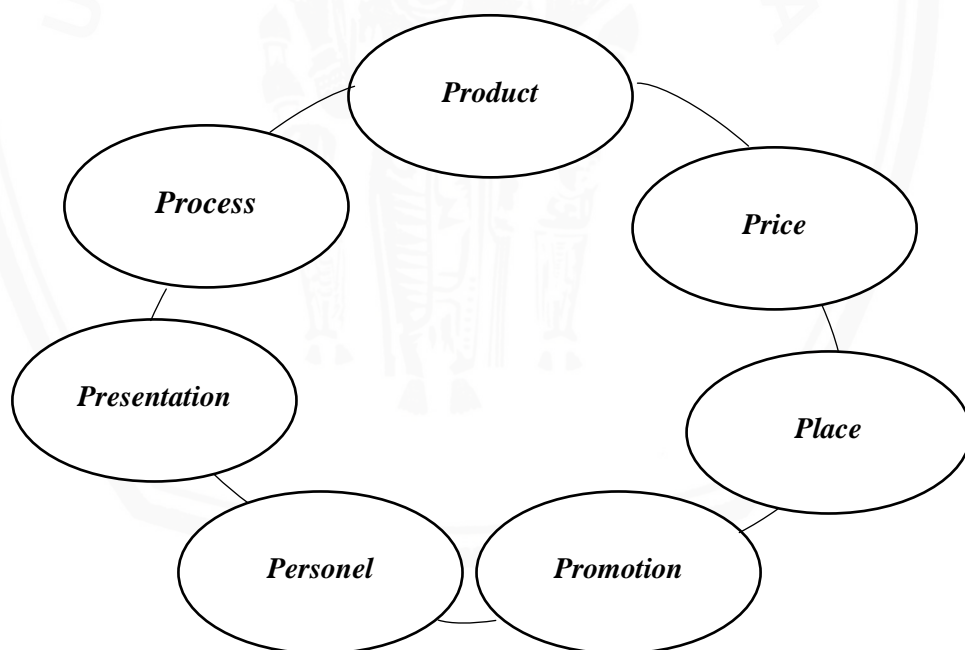 Product
Process
Price
Presentation
Place
Personel
Promotion